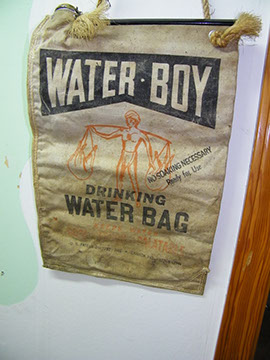 WATER·BOY
NO SOAKING NECESSARY
Ready for Use
DRINKING
WATER BAG